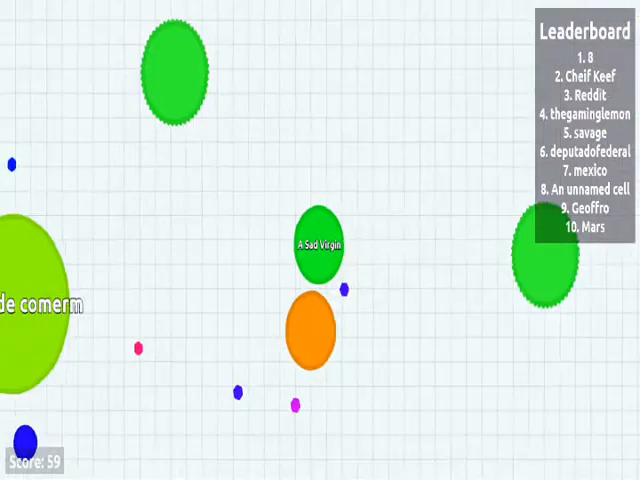 Leaderboard
1. 8
2. Cheif Keef
3. Reddit
4. thegaminglemon
5. savage
6. deputadofederal
7. mexico
8. An unnamed cell
9. Geoffro
10. Mars
A Sad Virgin
de comerm
Score: 59